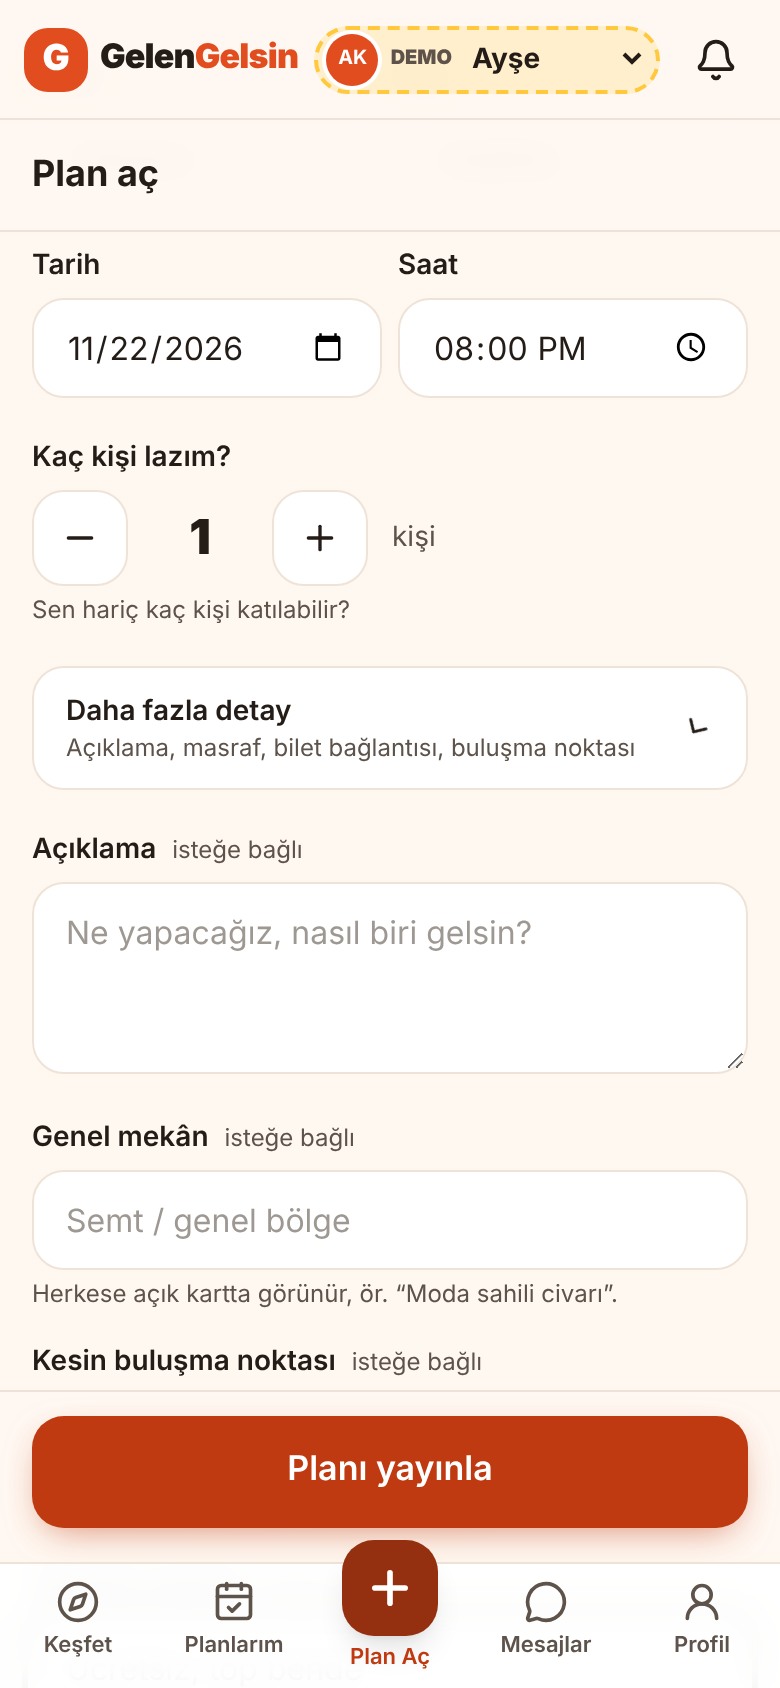 G GelenGelsin AK DEMO Ayşe
Plan aç
Tarih Saat
11/22/2026 08:00 PM
Kaç kişi lazım?
1 kişi
Sen hariç kaç kişi katılabilir?
Daha fazla detay
Açıklama, masraf, bilet bağlantısı, buluşma noktası
Açıklama isteğe bağlı
Ne yapacağız, nasıl biri gelsin?
Genel mekân isteğe bağlı
Semt / genel bölge
Herkese açık kartta görünür, ör. “Moda sahili civarı”.
Kesin buluşma noktası isteğe bağlı
Planı yayınla
Keşfet Planlarım Plan Aç Mesajlar Profil